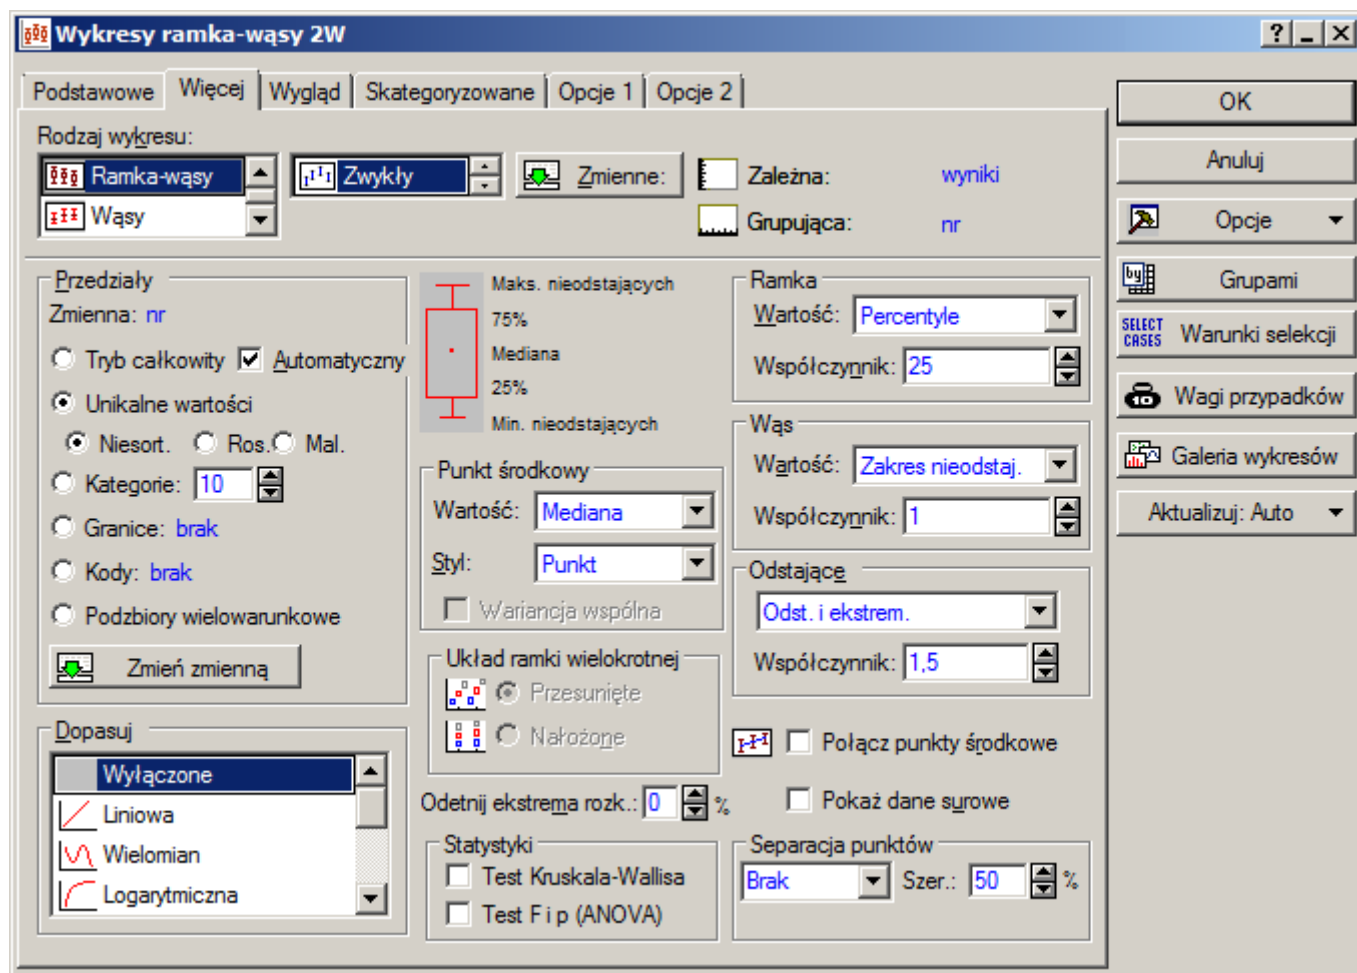 Wykresy ramka-wąsy 2W
Podstawowe Więcej Wygląd Skategoryzowane Opcje 1 Opcje 2
Rodzaj wykresu:
Ramka-wąsy
Wąsy
Zwykły
Zmienne:
Zależna: wyniki
Grupująca: nr
Przedziały
Zmienna: nr
Tryb całkowity Automatyczny
Unikalne wartości
Niesort. Ros. Mal.
Kategorie: 10
Granice: brak
Kody: brak
Podzbiory wielowarunkowe
Zmień zmienną
Dopasuj
Wyłączone
Liniowa
Wielomian
Logarytmiczna
Maks. nieodstających
75%
Mediana
25%
Min. nieodstających
Punkt środkowy
Wartość: Mediana
Styl: Punkt
Wariancja wspólna
Układ ramki wielokrotnej
Przesunięte
Nałożone
Odetnij ekstrema rozk.: 0 %
Statystyki
Test Kruskala-Wallisa
Test F i p (ANOVA)
Ramka
Wartość: Percentyle
Współczynnik: 25
Wąs
Wartość: Zakres nieodstaj.
Współczynnik: 1
Odstające
Odst. i ekstrem.
Współczynnik: 1,5
Połącz punkty środkowe
Pokaż dane surowe
Separacja punktów
Brak Szer.: 50 %
OK
Anuluj
Opcje
by Grupami
SELECT CASES Warunki selekcji
10 Wagi przypadków
Galeria wykresów
Aktualizuj: Auto